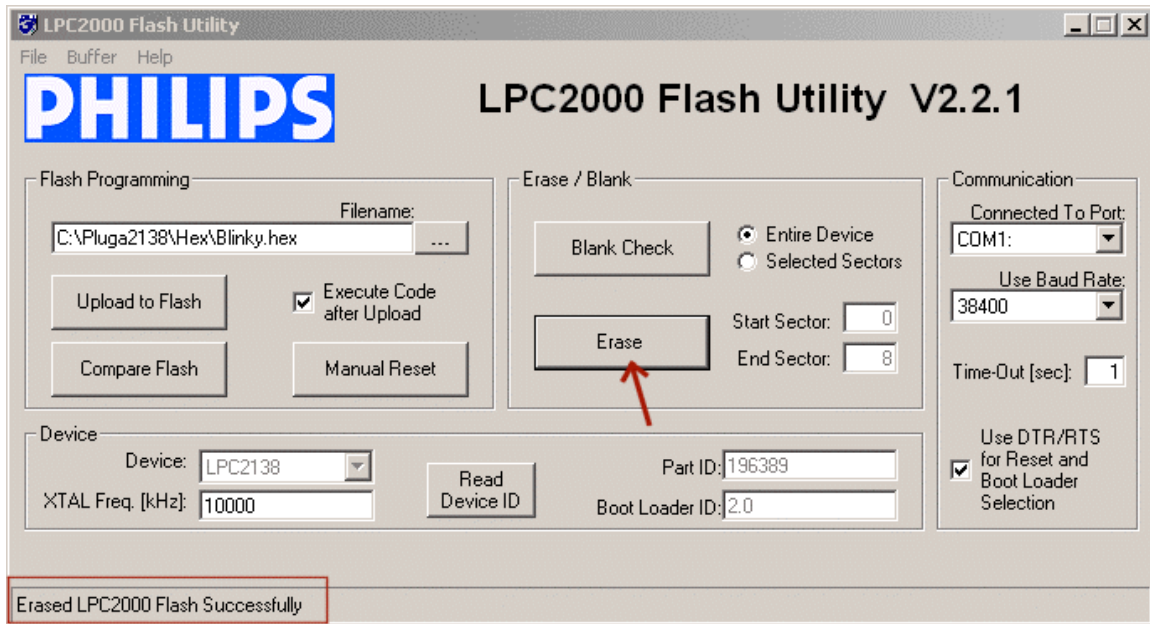 LPC2000 Flash Utility
File Buffer Help
PHILIPS
LPC2000 Flash Utility V2.2.1
Flash Programming
Filename:
C:\Pluga2138\Hex\Blinky.hex
...
Upload to Flash
Execute Code
after Upload
Compare Flash
Manual Reset
Erase / Blank
Blank Check
Entire Device
Selected Sectors
Erase
Start Sector: 0
End Sector: 8
Communication
Connected To Port:
COM1:
Use Baud Rate:
38400
Time-Out [sec]: 1
Use DTR/RTS
for Reset and
Boot Loader
Selection
Device
Device: LPC2138
XTAL Freq. [kHz]: 10000
Read
Device ID
Part ID: 196389
Boot Loader ID: 2.0
Erased LPC2000 Flash Successfully